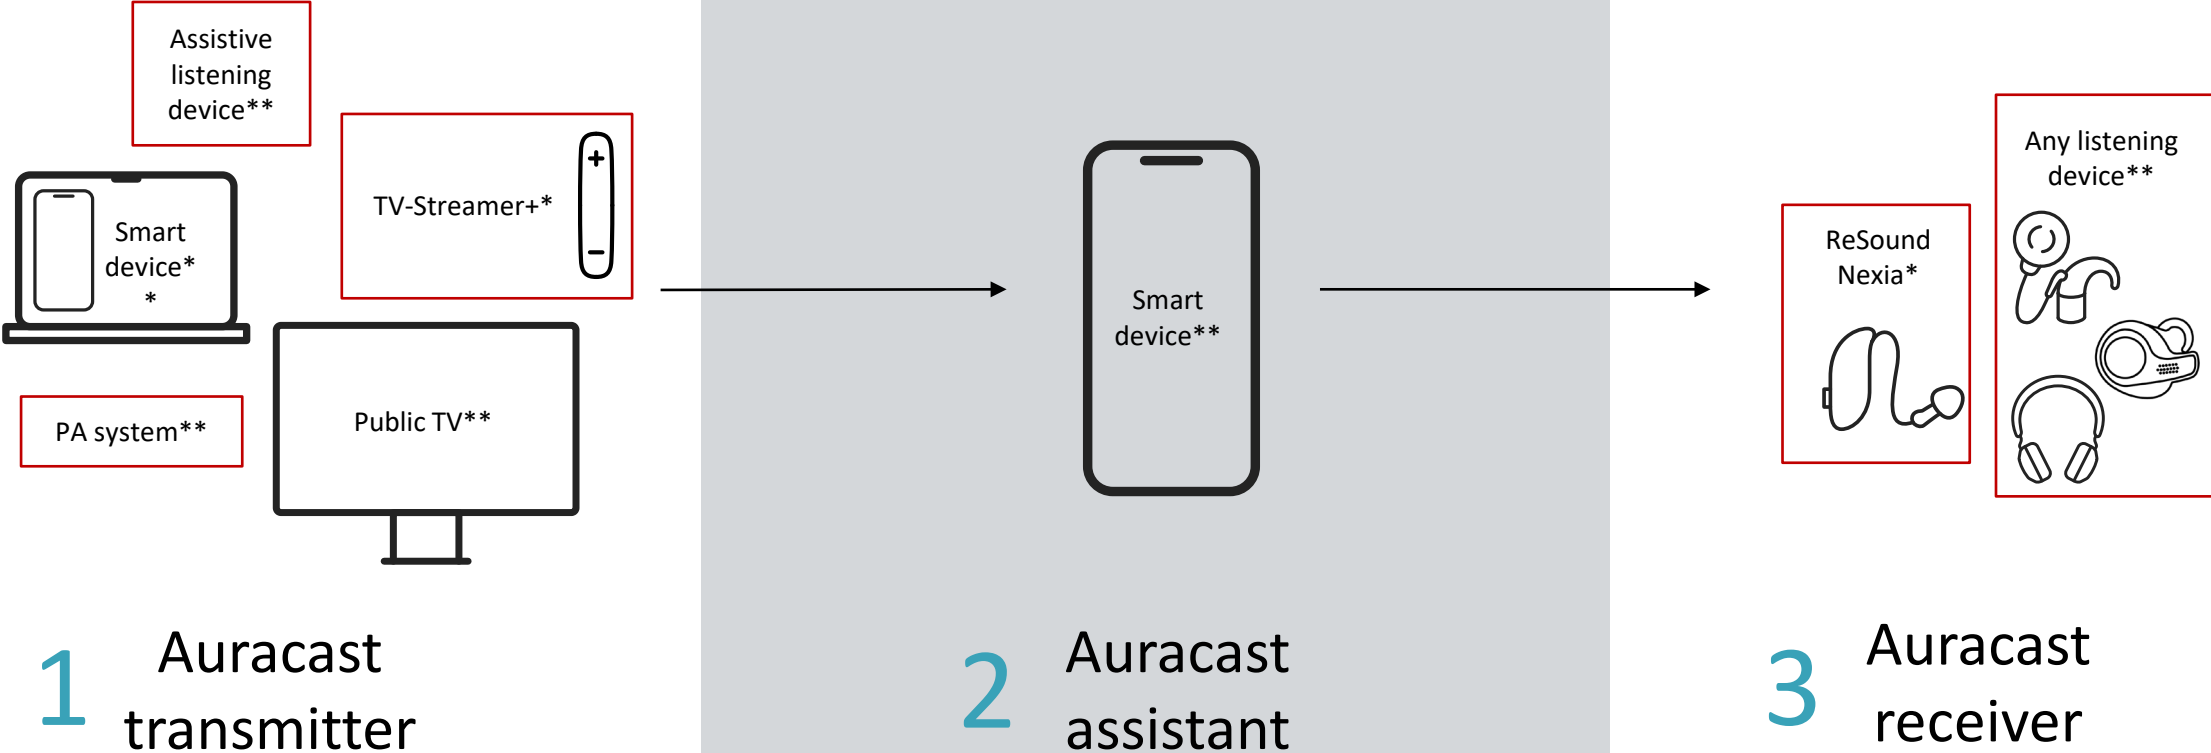 Assistive
listening
device**
TV-Streamer+*
Smart
device*
*
PA system**
Public TV**
Smart
device**
ReSound
Nexia*
Any listening
device**
1 Auracast
transmitter
2 Auracast
assistant
3 Auracast
receiver